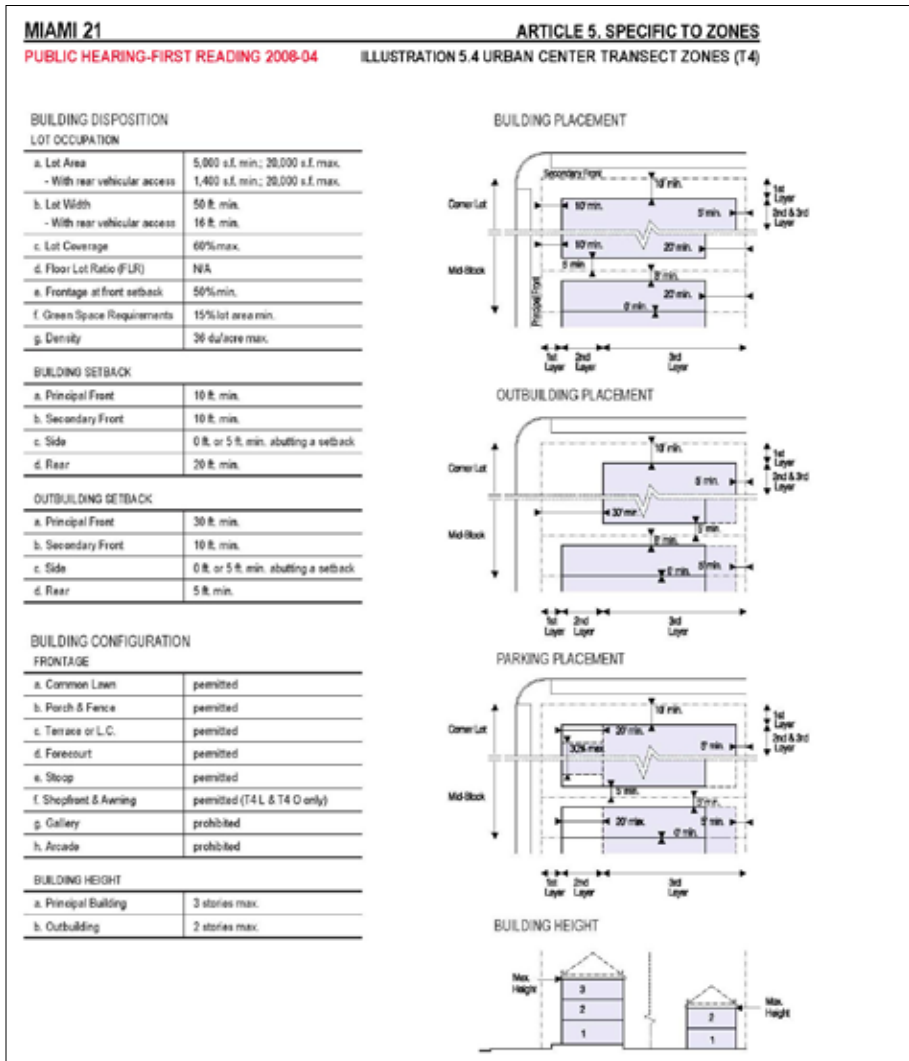 MIAMI 21
ARTICLE 5. SPECIFIC TO ZONES
PUBLIC HEARING-FIRST READING 2008-04
ILLUSTRATION 5.4 URBAN CENTER TRANSECT ZONES (T4)
BUILDING DISPOSITION
LOT OCCUPATION
a. Lot Area 5,000 s.f. min.; 20,000 s.f. max.
- With rear vehicular access 1,400 s.f. min.; 20,000 s.f. max.
b. Lot Width 50 ft. min.
- With rear vehicular access 16 ft. min.
c. Lot Coverage 60% max.
d. Floor Lot Ratio (FLR) N/A
e. Frontage at front setback 50% min.
f. Green Space Requirements 15% lot area min.
g. Density 36 du/acre max.
BUILDING SETBACK
a. Principal Front 10 ft. min.
b. Secondary Front 10 ft. min.
c. Side 0 ft. or 5 ft. min. abutting a setback
d. Rear 20 ft. min.
OUTBUILDING SETBACK
a. Principal Front 30 ft. min.
b. Secondary Front 10 ft. min.
c. Side 0 ft. or 5 ft. min. abutting a setback
d. Rear 5 ft. min.
BUILDING CONFIGURATION
FRONTAGE
a. Common Lawn permitted
b. Porch & Fence permitted
c. Terrace or L.C. permitted
d. Forecourt permitted
e. Stoop permitted
f. Shopfront & Awning permitted (T4 L & T4 O only)
g. Gallery prohibited
h. Arcade prohibited
BUILDING HEIGHT
a. Principal Building 3 stories max.
b. Outbuilding 2 stories max.
BUILDING PLACEMENT
Secondary Front
10' min.
1st
Layer
Corner Lot
5' min.
2nd & 3rd
Layer
20' min.
5' min
Mid-Block
20' min.
0' min.
Principal Front
1st
Layer
2nd
Layer
3rd
Layer
OUTBUILDING PLACEMENT
10' min.
1st
Layer
Corner Lot
2nd & 3rd
Layer
30' min.
5' min.
Mid-Block
5' min.
0' min.
1st
Layer
2nd
Layer
3rd
Layer
PARKING PLACEMENT
10' min.
1st
Layer
Corner Lot
20' min.
5' min.
2nd & 3rd
Layer
30% max
5 min.
Mid-Block
20' max.
5' min.
0' min.
1st
Layer
2nd
Layer
3rd
Layer
BUILDING HEIGHT
Max.
Height
3
2
1
Max.
Height
2
1